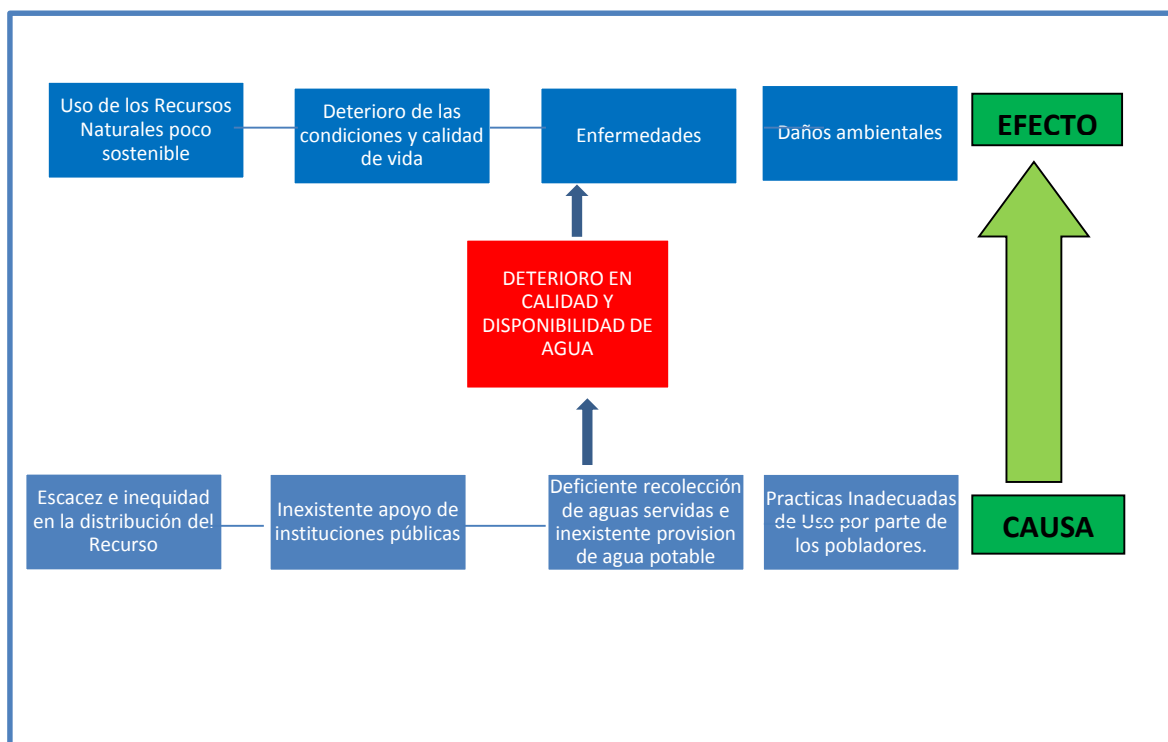 Uso de los Recursos
Naturales poco
sostenible
Deterioro de las
condiciones y calidad
de vida
Enfermedades
Daños ambientales
EFECTO
DETERIORO EN
CALIDAD Y
DISPONIBILIDAD DE
AGUA
Escacez e inequidad
en la distribución del
Recurso
Inexistente apoyo de
instituciones públicas
Deficiente recolección
de aguas servidas e
inexistente provision
de agua potable
Practicas Inadecuadas
de Uso por parte de
los pobladores.
CAUSA